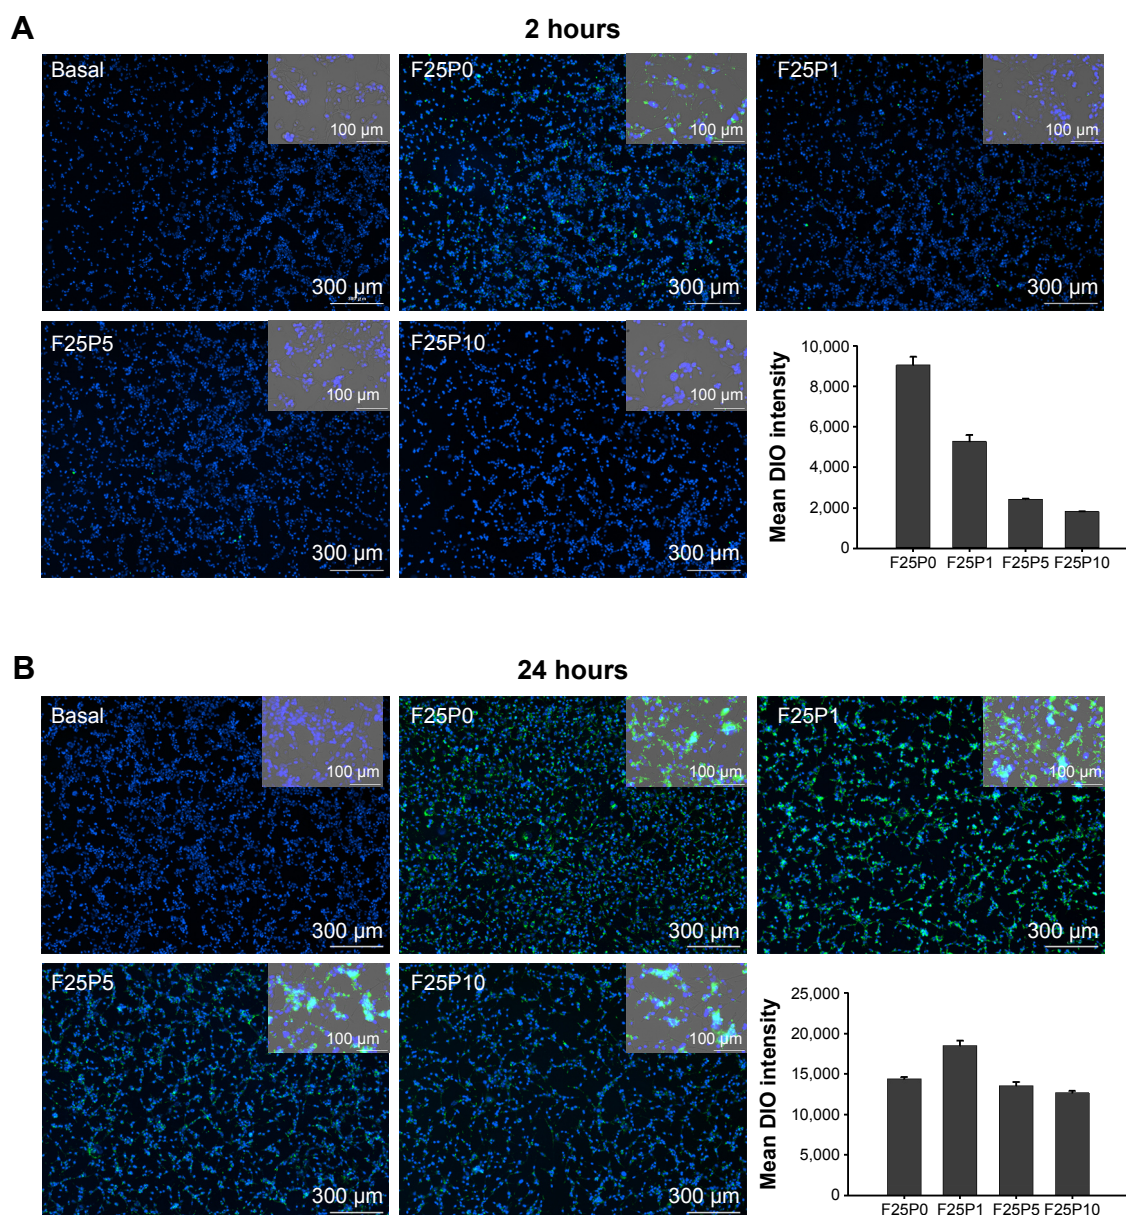 A
2 hours
Basal
100 µm
300 µm
F25P0
100 µm
300 µm
F25P1
100 µm
300 µm
F25P5
100 µm
300 µm
F25P10
100 µm
300 µm
Mean DIO intensity
10,000
8,000
6,000
4,000
2,000
0
F25P0 F25P1 F25P5 F25P10
B
24 hours
Basal
100 µm
300 µm
F25P0
100 µm
300 µm
F25P1
100 µm
300 µm
F25P5
100 µm
300 µm
F25P10
100 µm
300 µm
Mean DIO intensity
25,000
20,000
15,000
10,000
5,000
0
F25P0 F25P1 F25P5 F25P10